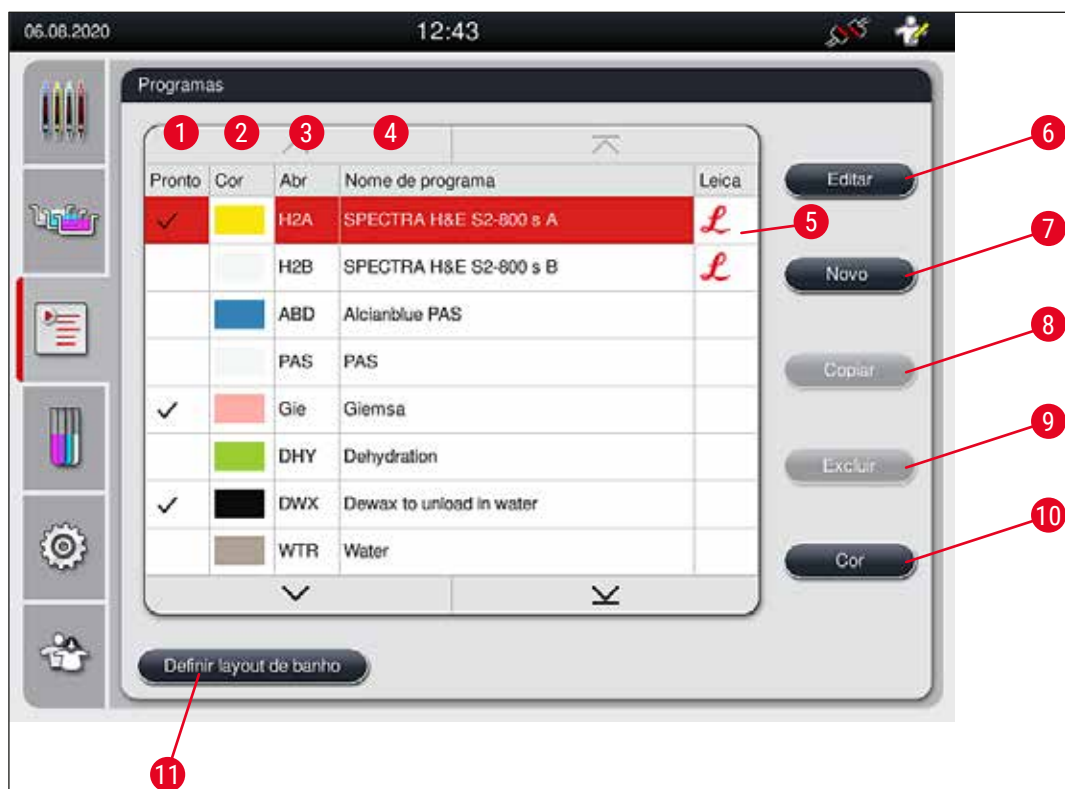 06.08.2020 12:43
Programas
1 2 3 4
6
Pronto Cor Abr Nome de programa Leica Editar
H2A SPECTRA H&E S2-800 s A L 5
7
H2B SPECTRA H&E S2-800 s B L Novo
ABD Alcianblue PAS
8
PAS PAS Copiar
Gie Giemsa
9
DHY Dehydration Excluir
DWX Dewax to unload in water
10
WTR Water Cor
Definir layout de banho
11